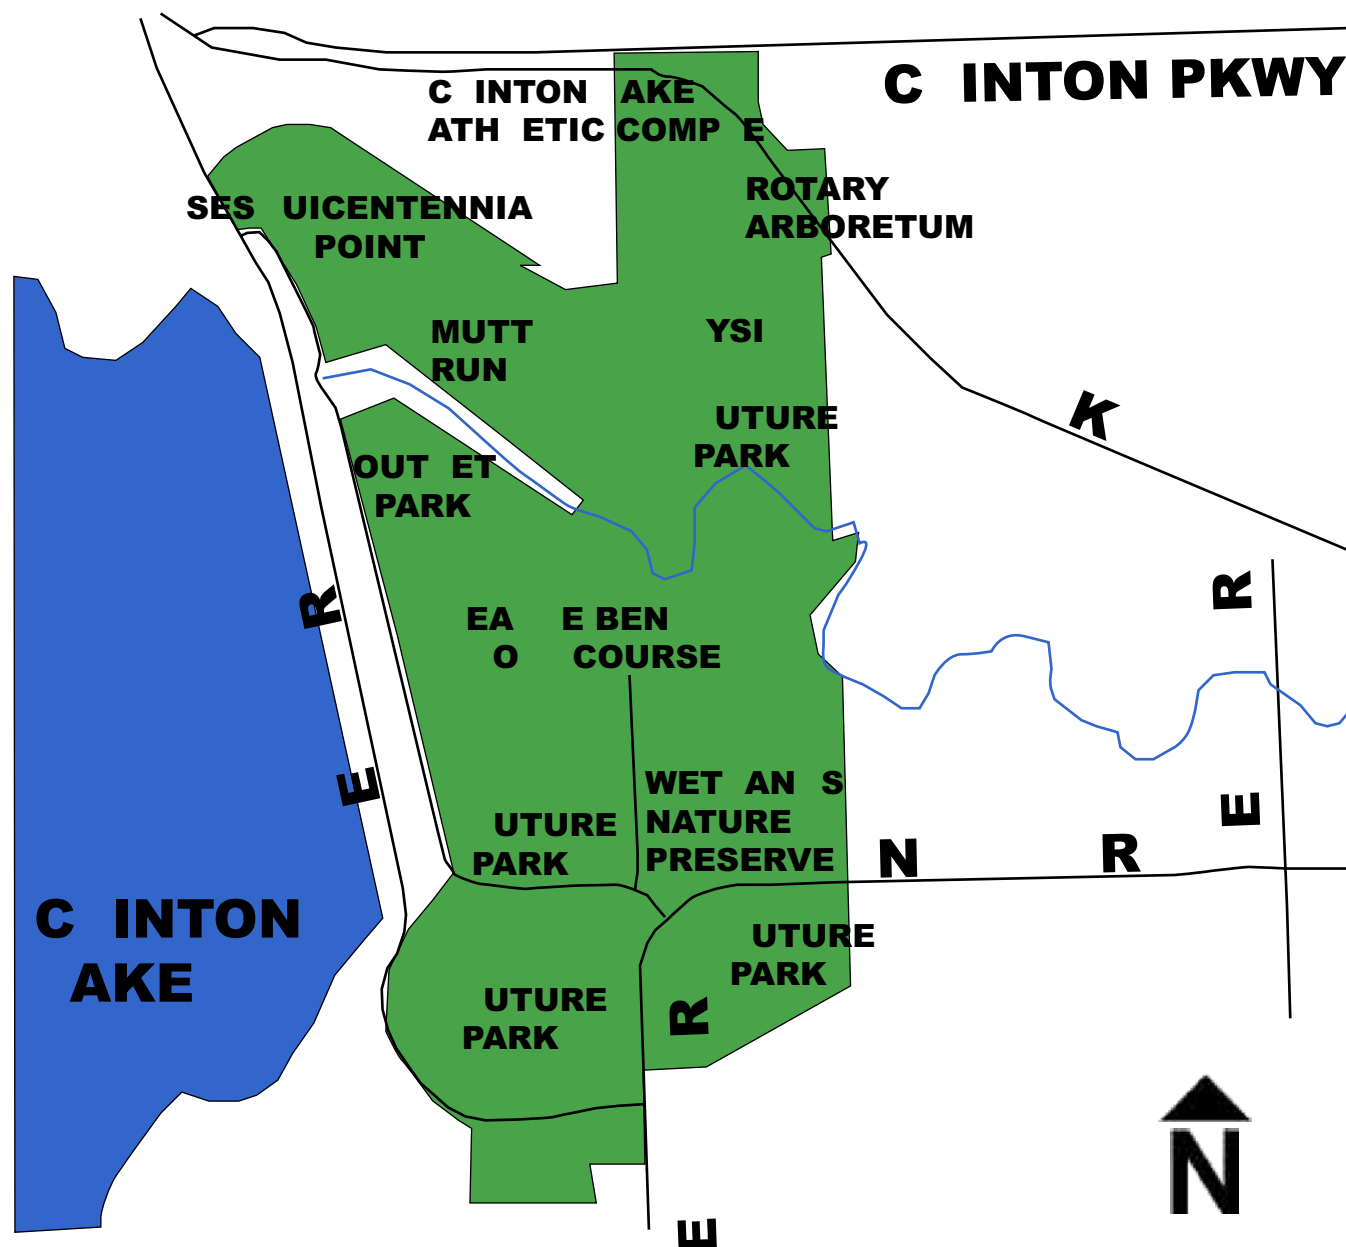 C INTON PKWY
C INTON AKE
ATH ETIC COMP E
ROTARY
ARBORETUM
SES UICENTENNIA
POINT
MUTT
RUN
YSI
K
UTURE
PARK
OUT ET
PARK
R
R
EA E BEN
O COURSE
E
E
WET AN S
NATURE
PRESERVE
UTURE
PARK
N R
C INTON
AKE
UTURE
PARK
UTURE
PARK
R
N
E